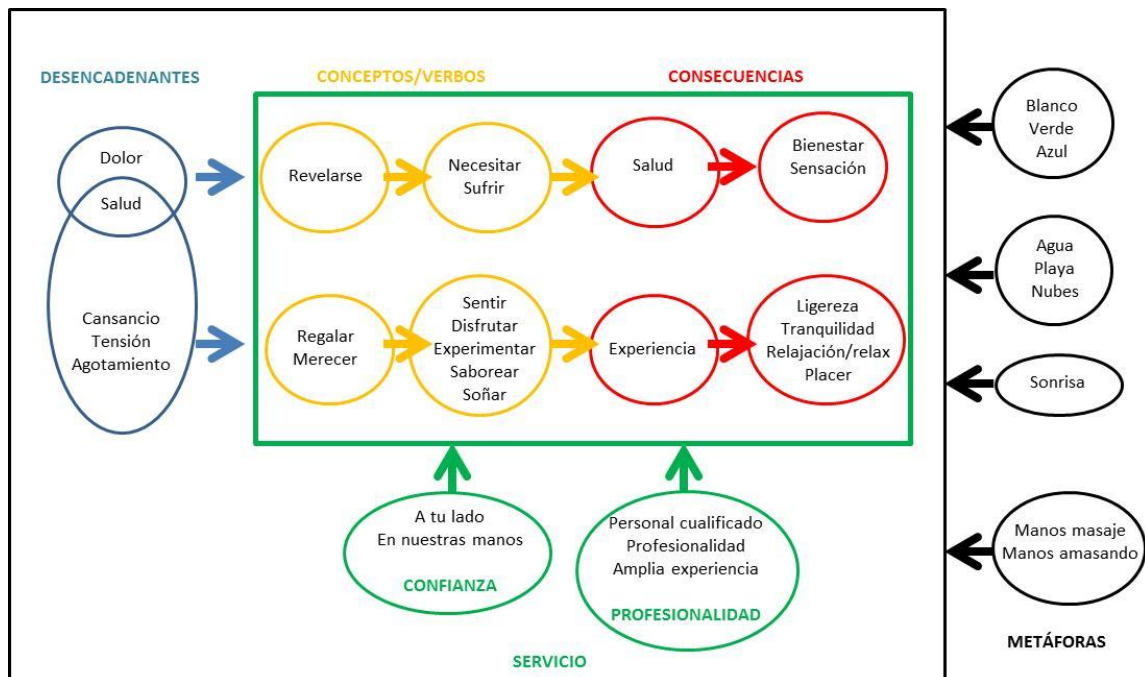 DESENCADENANTES
CONCEPTOS/VERBOS
CONSECUENCIAS
Dolor
Salud
Cansancio
Tensión
Agotamiento
Revelarse
Necesitar
Sufrir
Salud
Bienestar
Sensación
Regalar
Merecer
Sentir
Disfrutar
Experimentar
Saborear
Soñar
Experiencia
Ligereza
Tranquilidad
Relajación/relax
Placer
A tu lado
En nuestras manos
CONFIANZA
Personal cualificado
Profesionalidad
Amplia experiencia
PROFESIONALIDAD
SERVICIO
Blanco
Verde
Azul
Agua
Playa
Nubes
Sonrisa
Manos masaje
Manos amasando
METÁFORAS